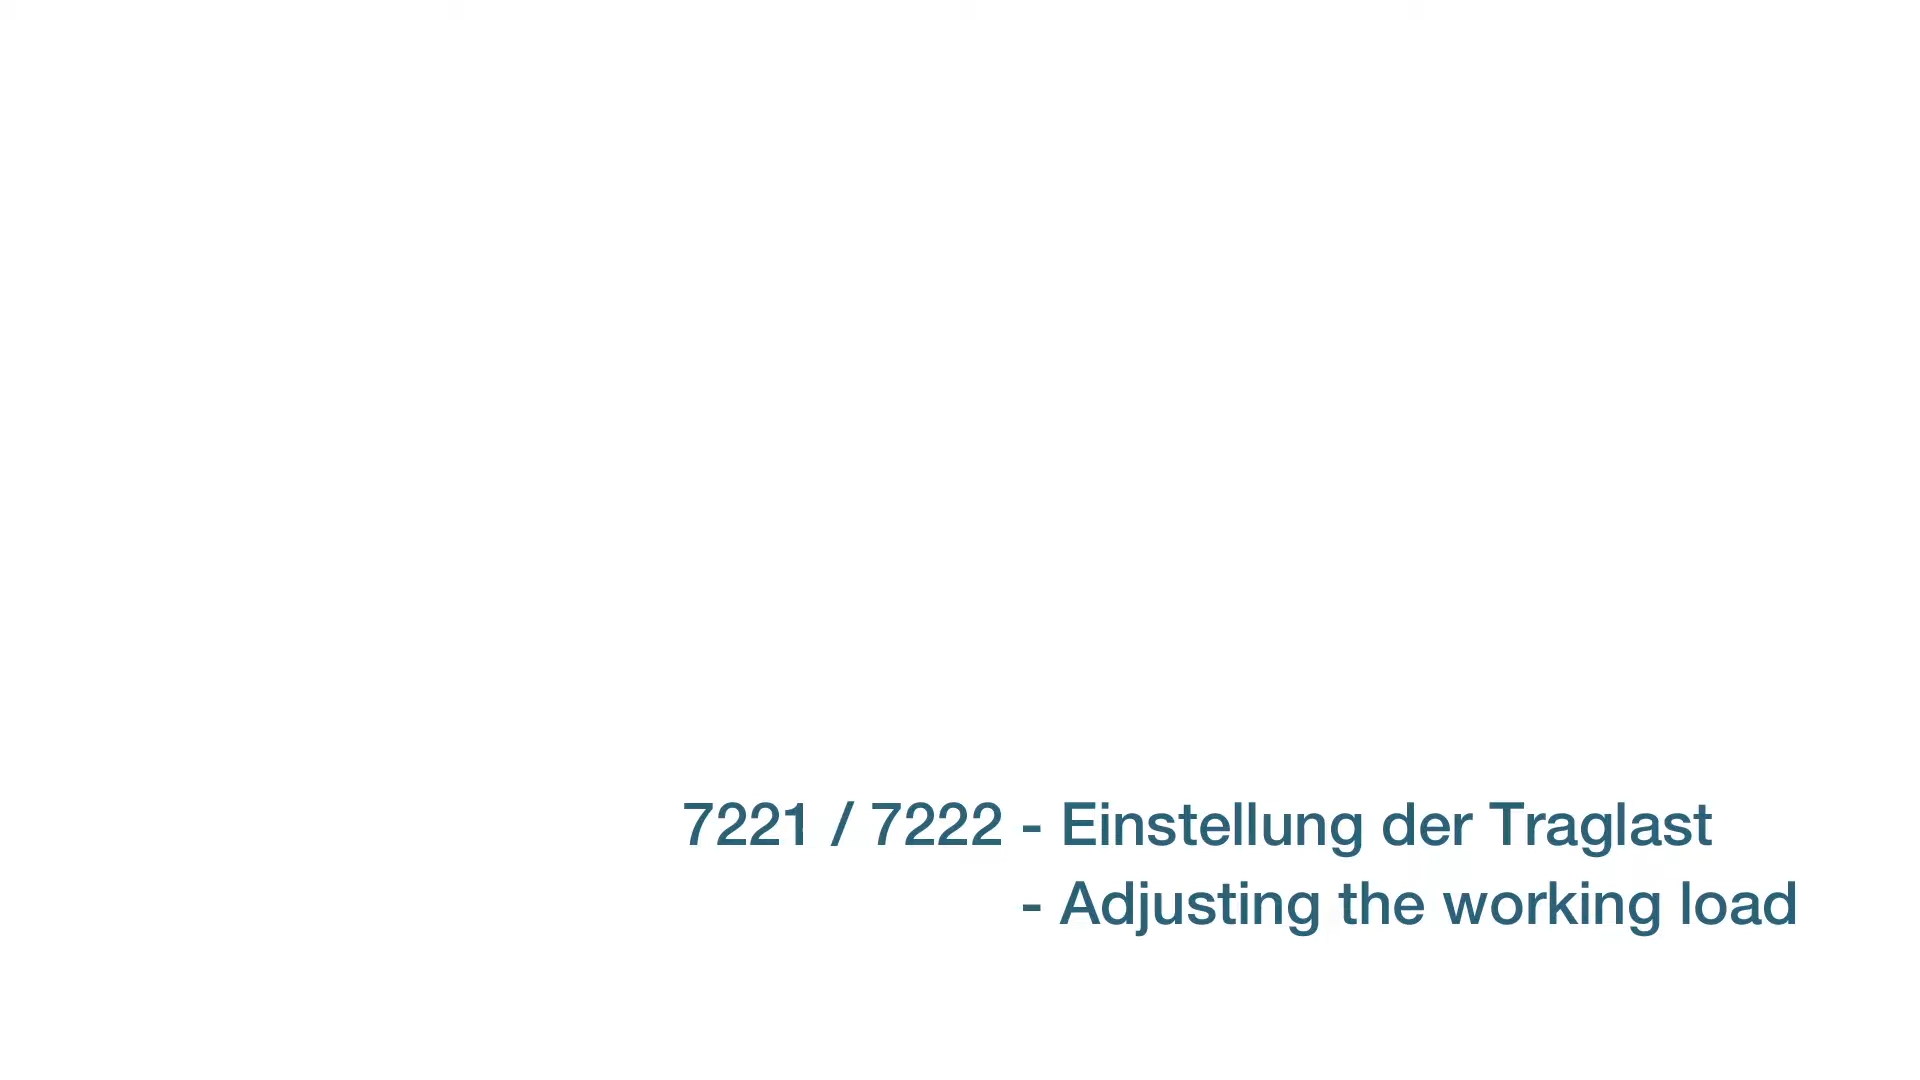 7221 / 7222 - Einstellung der Traglast
- Adjusting the working load